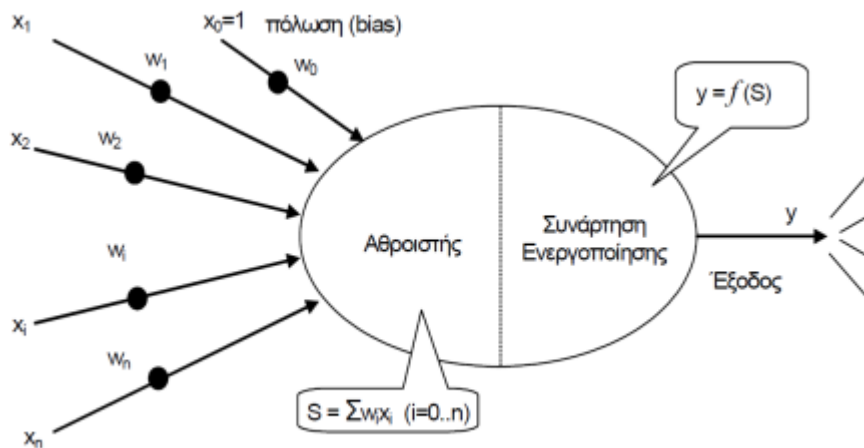 x₁
x₀=1 πόλωση (bias)
w₁
w₀
y = f(S)
x₂
w₂
Αθροιστής
Συνάρτηση
Ενεργοποίησης
y
Έξοδος
wᵢ
xᵢ
wₙ
xₙ
S = Σwᵢxᵢ (i=0..n)